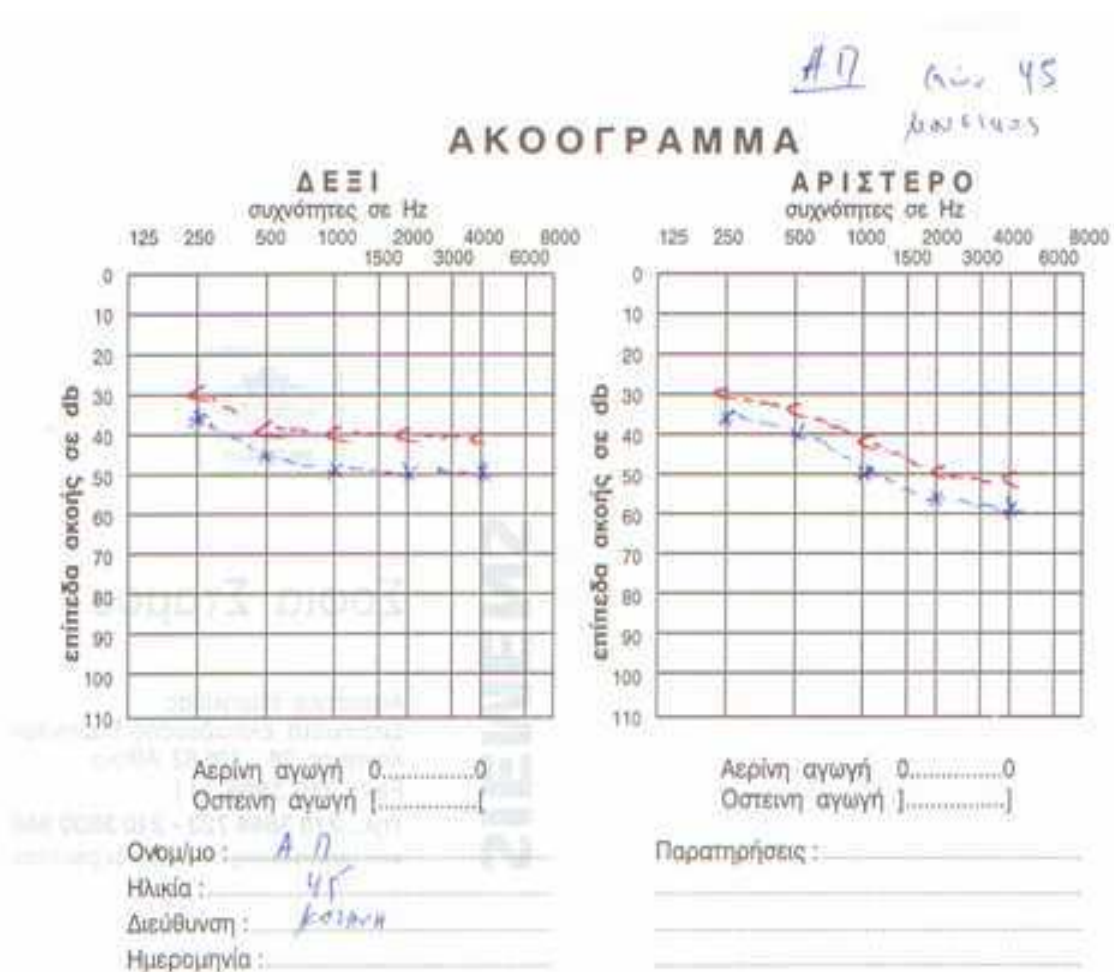 ΑΠ 45
ΑΚΟΟΓΡΑΜΜΑ
ΔΕΞΙ
συχνότητες σε Hz
125 250 500 1000 2000 4000 8000
1500 3000 6000
επίπεδα ακοής σε db
0
10
20
30
40
50
60
70
80
90
100
110
Αερίνη αγωγή 0...............0
Οστεινη αγωγή [...............[
Ονομ/μο : Α. Π
Ηλικία : 45
Διεύθυνση : ΚΟΖΑΝΗ
Ημερομηνία :
ΑΡΙΣΤΕΡΟ
συχνότητες σε Hz
125 250 500 1000 2000 4000 8000
1500 3000 6000
επίπεδα ακοής σε db
0
10
20
30
40
50
60
70
80
90
100
110
Αερίνη αγωγή 0...............0
Οστεινη αγωγή ]...............]
Παρατηρήσεις :